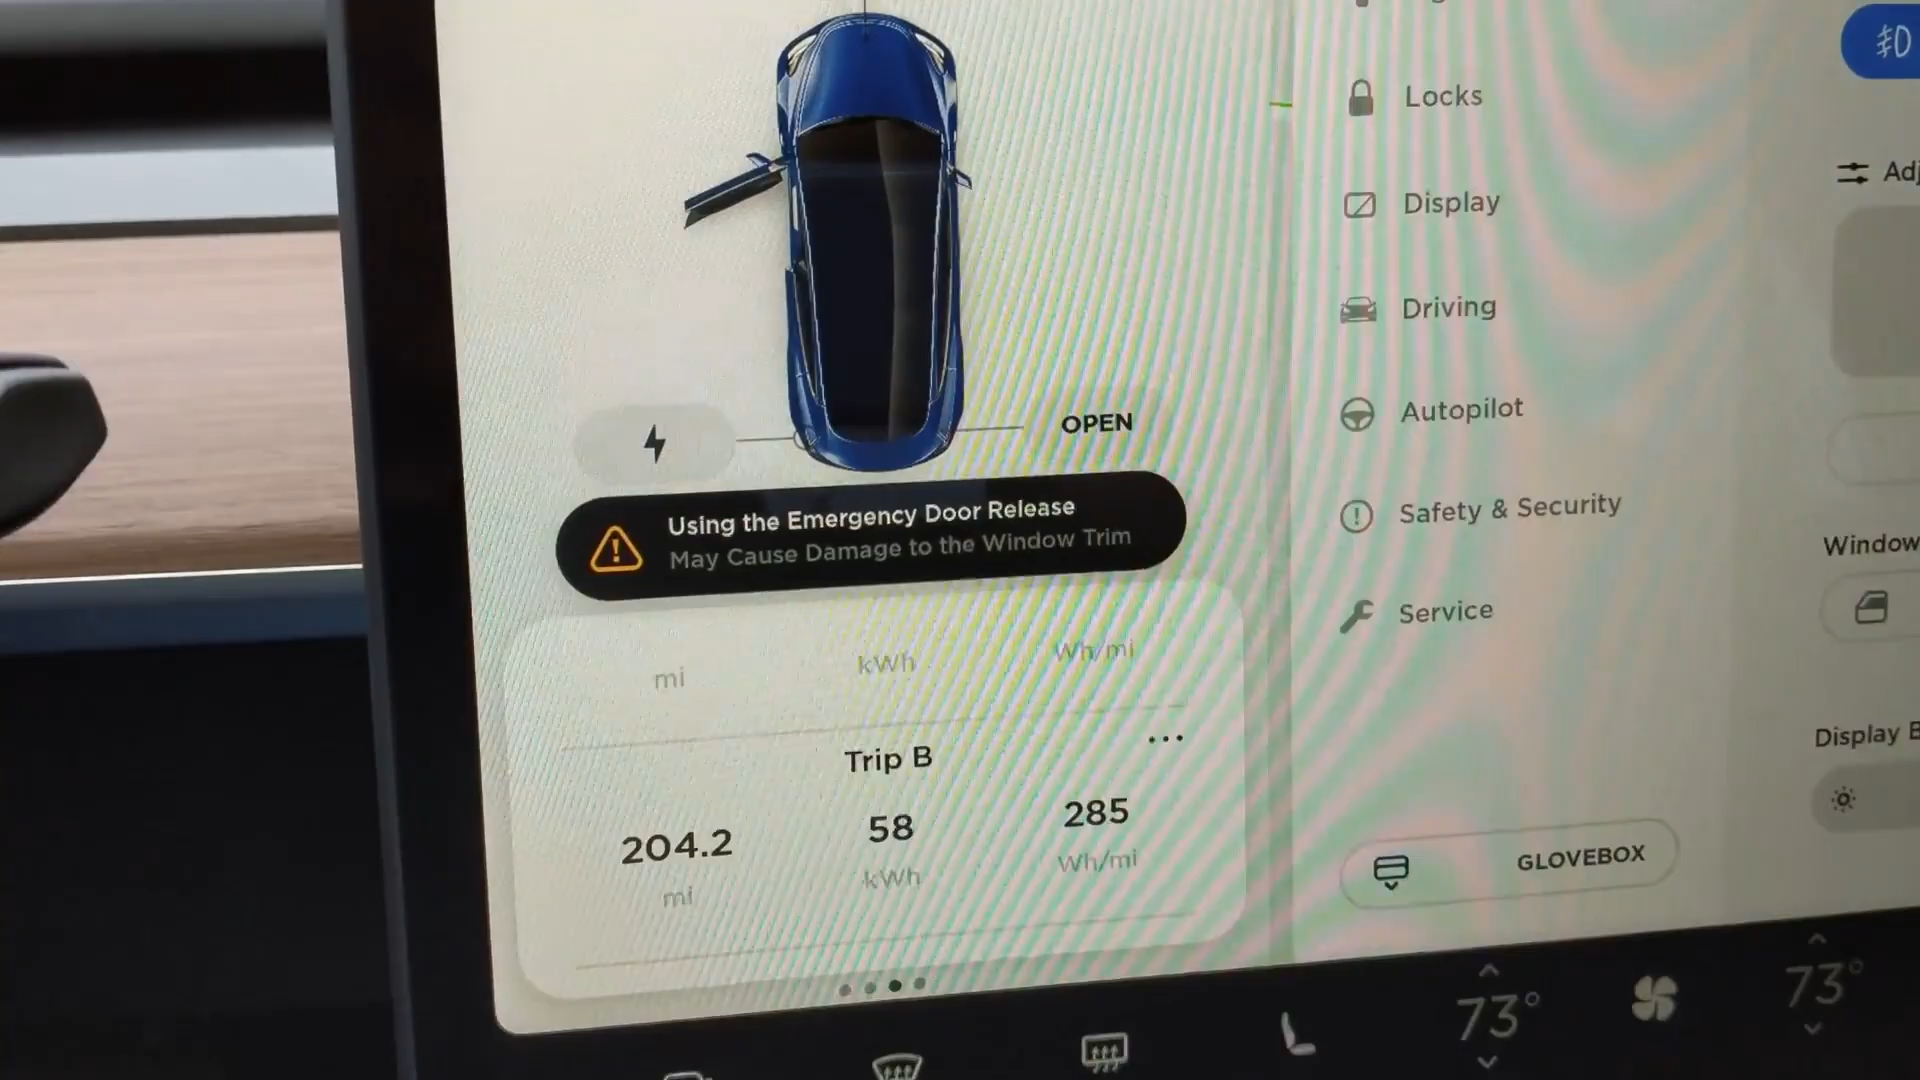 Locks
Display
Driving
Autopilot
Safety & Security
Service
GLOVEBOX
OPEN
Using the Emergency Door Release
May Cause Damage to the Window Trim
mi
kWh
Wh/mi
Trip B
204.2
58
285
mi
kWh
Wh/mi
Window
Display
73°
73°